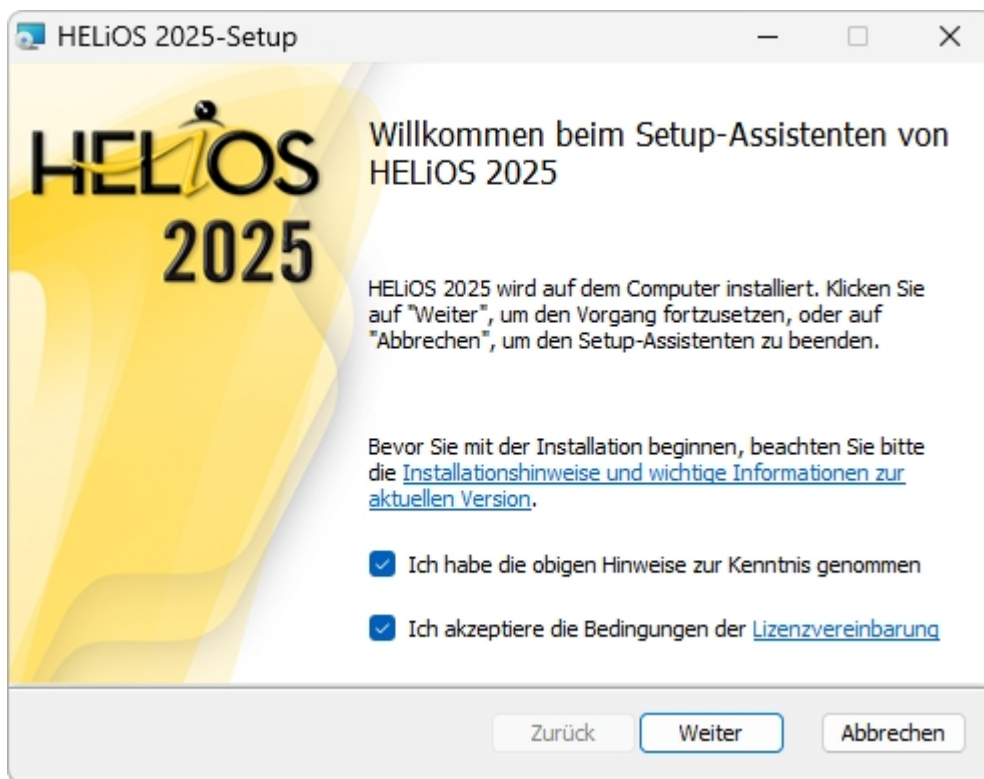 HELiOS 2025-Setup
HELiOS
2025
Willkommen beim Setup-Assistenten von
HELiOS 2025
HELiOS 2025 wird auf dem Computer installiert. Klicken Sie
auf "Weiter", um den Vorgang fortzusetzen, oder auf
"Abbrechen", um den Setup-Assistenten zu beenden.
Bevor Sie mit der Installation beginnen, beachten Sie bitte
die Installationshinweise und wichtige Informationen zur
aktuellen Version.
Ich habe die obigen Hinweise zur Kenntnis genommen
Ich akzeptiere die Bedingungen der Lizenzvereinbarung
Zurück Weiter Abbrechen